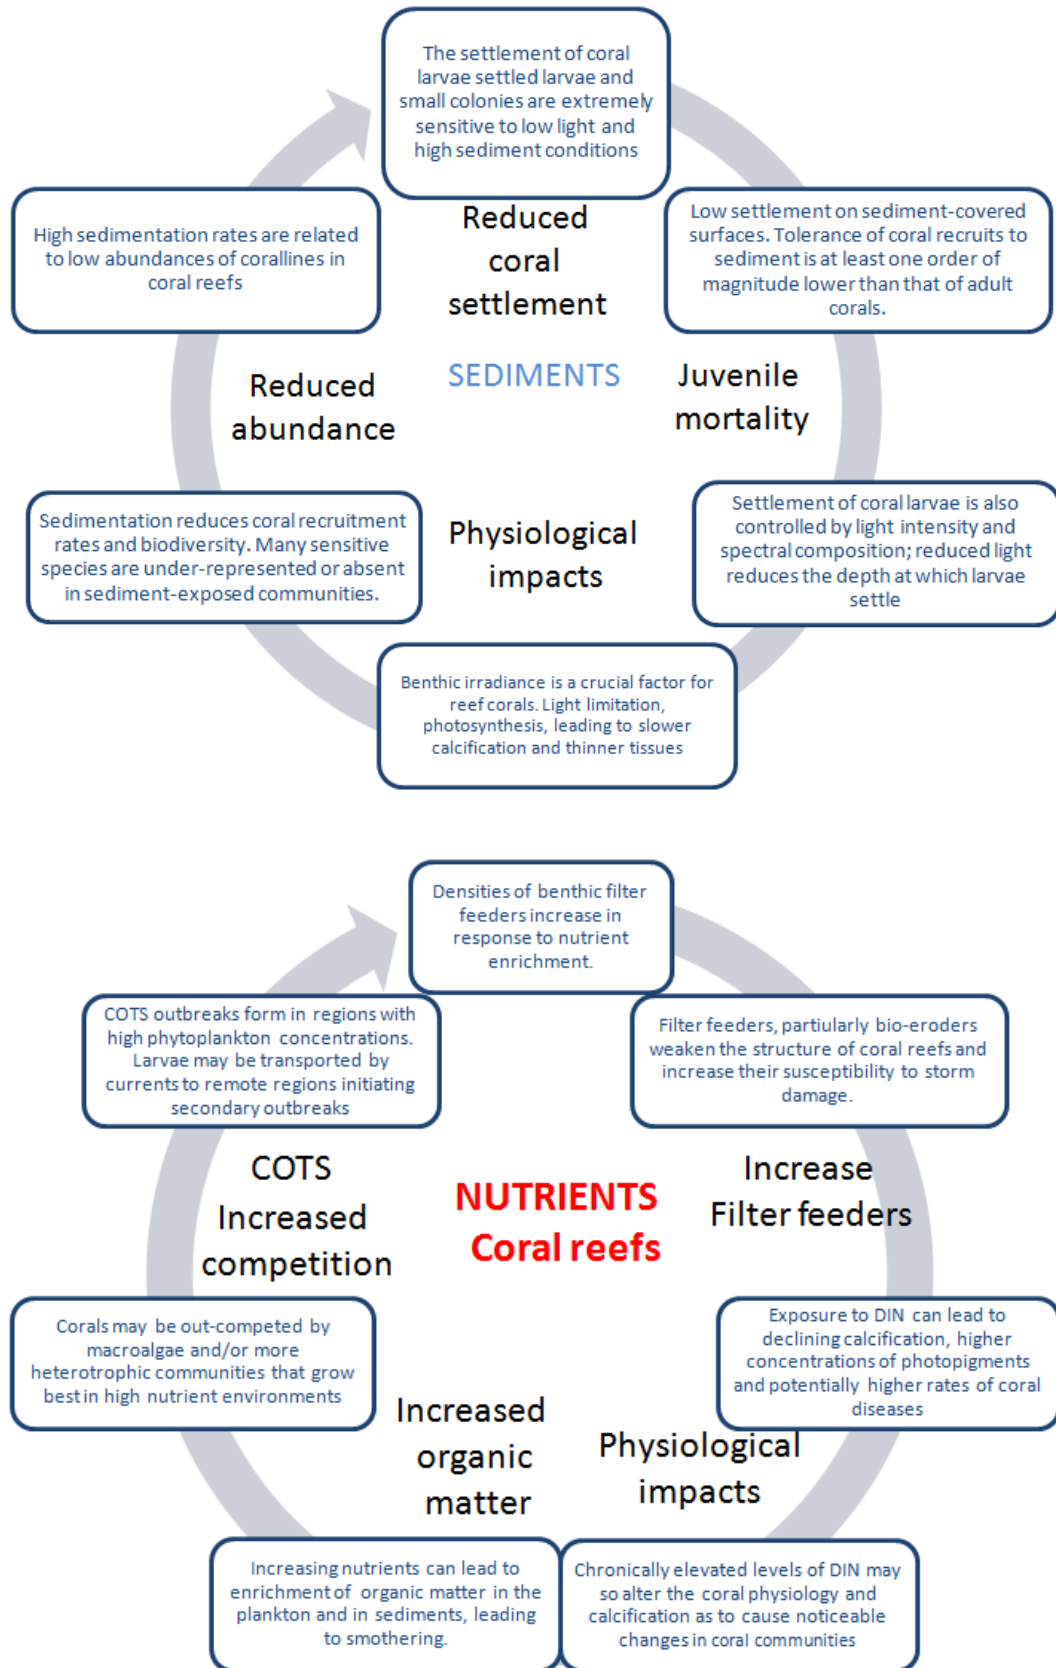 The settlement of coral
larvae settled larvae and
small colonies are extremely
sensitive to low light and
high sediment conditions
High sedimentation rates are related
to low abundances of corallines in
coral reefs
Reduced
coral
settlement
Low settlement on sediment-covered
surfaces. Tolerance of coral recruits to
sediment is at least one order of
magnitude lower than that of adult
corals.
Reduced
abundance
SEDIMENTS
Juvenile
mortality
Sedimentation reduces coral recruitment
rates and biodiversity. Many sensitive
species are under-represented or absent
in sediment-exposed communities.
Physiological
impacts
Settlement of coral larvae is also
controlled by light intensity and
spectral composition; reduced light
reduces the depth at which larvae
settle
Benthic irradiance is a crucial factor for
reef corals. Light limitation,
photosynthesis, leading to slower
calcification and thinner tissues
Densities of benthic filter
feeders increase in
response to nutrient
enrichment.
COTS outbreaks form in regions with
high phytoplankton concentrations.
Larvae may be transported by
currents to remote regions initiating
secondary outbreaks
Filter feeders, partiularly bio-eroders
weaken the structure of coral reefs and
increase their susceptibility to storm
damage.
COTS
Increased
competition
NUTRIENTS
Coral reefs
Increase
Filter feeders
Corals may be out-competed by
macroalgae and/or more
heterotrophic communities that grow
best in high nutrient environments
Exposure to DIN can lead to
declining calcification, higher
concentrations of photopigments
and potentially higher rates of coral
diseases
Increased
organic
matter
Physiological
impacts
Increasing nutrients can lead to
enrichment of organic matter in the
plankton and in sediments, leading
to smothering.
Chronically elevated levels of DIN may
so alter the coral physiology and
calcification as to cause noticeable
changes in coral communities